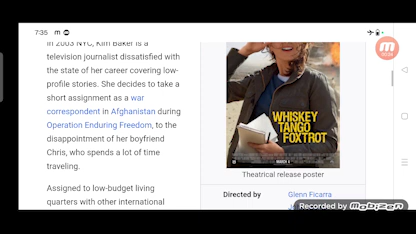 7:35 m
In 2003 NYC, Kim Baker is a
television journalist dissatisfied with
the state of her career covering low-
profile stories. She decides to take a
short assignment as a war
correspondent in Afghanistan during
Operation Enduring Freedom, to the
disappointment of her boyfriend
Chris, who spends a lot of time
traveling.
Assigned to low-budget living
quarters with other international
WHISKEY
TANGO
FOXTROT
Theatrical release poster
Directed by Glenn Ficarra
Recorded by Mobizen